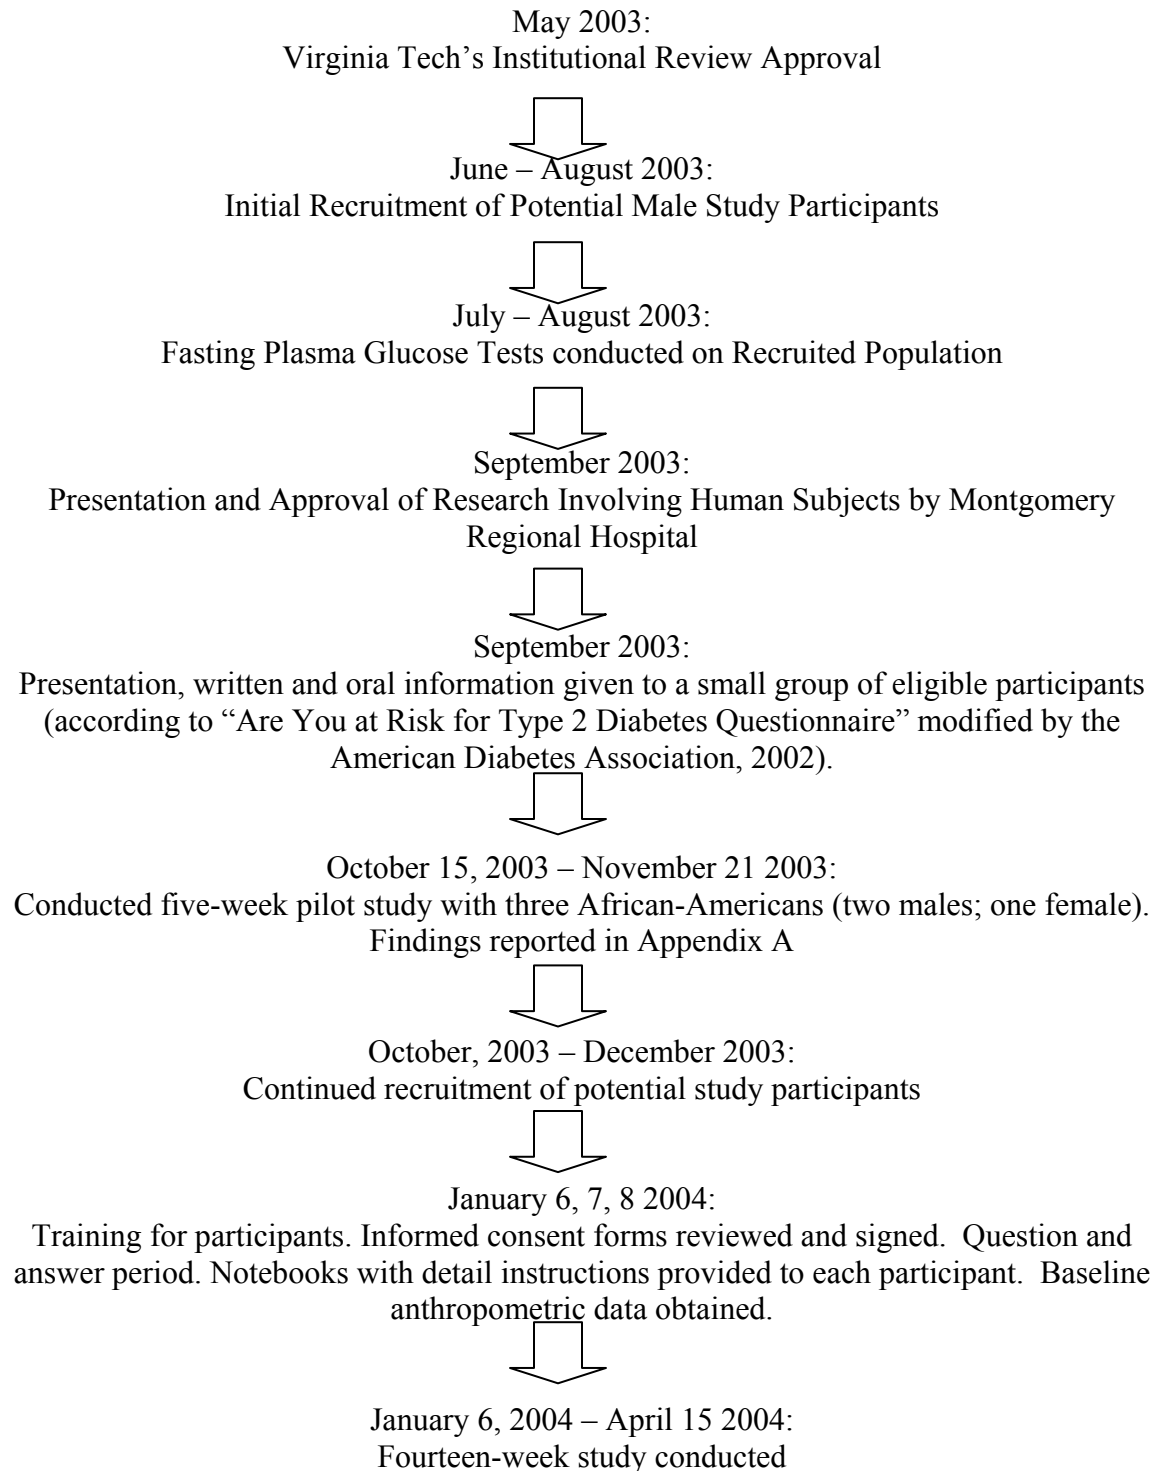 May 2003:
Virginia Tech’s Institutional Review Approval
June – August 2003:
Initial Recruitment of Potential Male Study Participants
July – August 2003:
Fasting Plasma Glucose Tests conducted on Recruited Population
September 2003:
Presentation and Approval of Research Involving Human Subjects by Montgomery
Regional Hospital
September 2003:
Presentation, written and oral information given to a small group of eligible participants
(according to “Are You at Risk for Type 2 Diabetes Questionnaire” modified by the
American Diabetes Association, 2002).
October 15, 2003 – November 21 2003:
Conducted five-week pilot study with three African-Americans (two males; one female).
Findings reported in Appendix A
October, 2003 – December 2003:
Continued recruitment of potential study participants
January 6, 7, 8 2004:
Training for participants. Informed consent forms reviewed and signed.  Question and
answer period. Notebooks with detail instructions provided to each participant.  Baseline
anthropometric data obtained.
January 6, 2004 – April 15 2004:
Fourteen-week study conducted